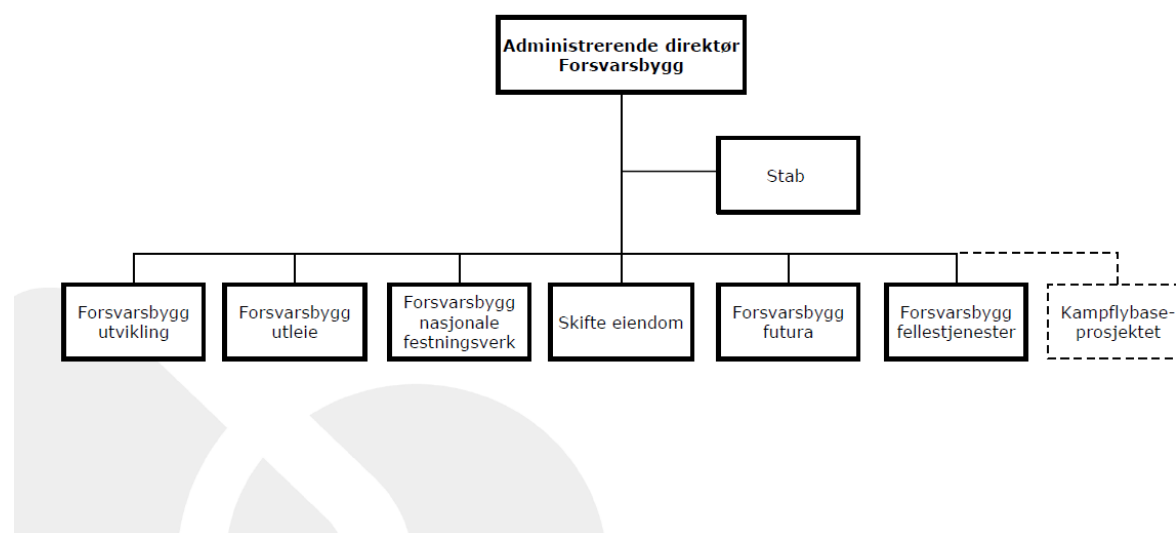 Administrerende direktør
Forsvarsbygg
Stab
Forsvarsbygg
utvikling
Forsvarsbygg
utleie
Forsvarsbygg
nasjonale
festningsverk
Skifte eiendom
Forsvarsbygg
futura
Forsvarsbygg
fellestjenester
Kampflybase-
prosjektet